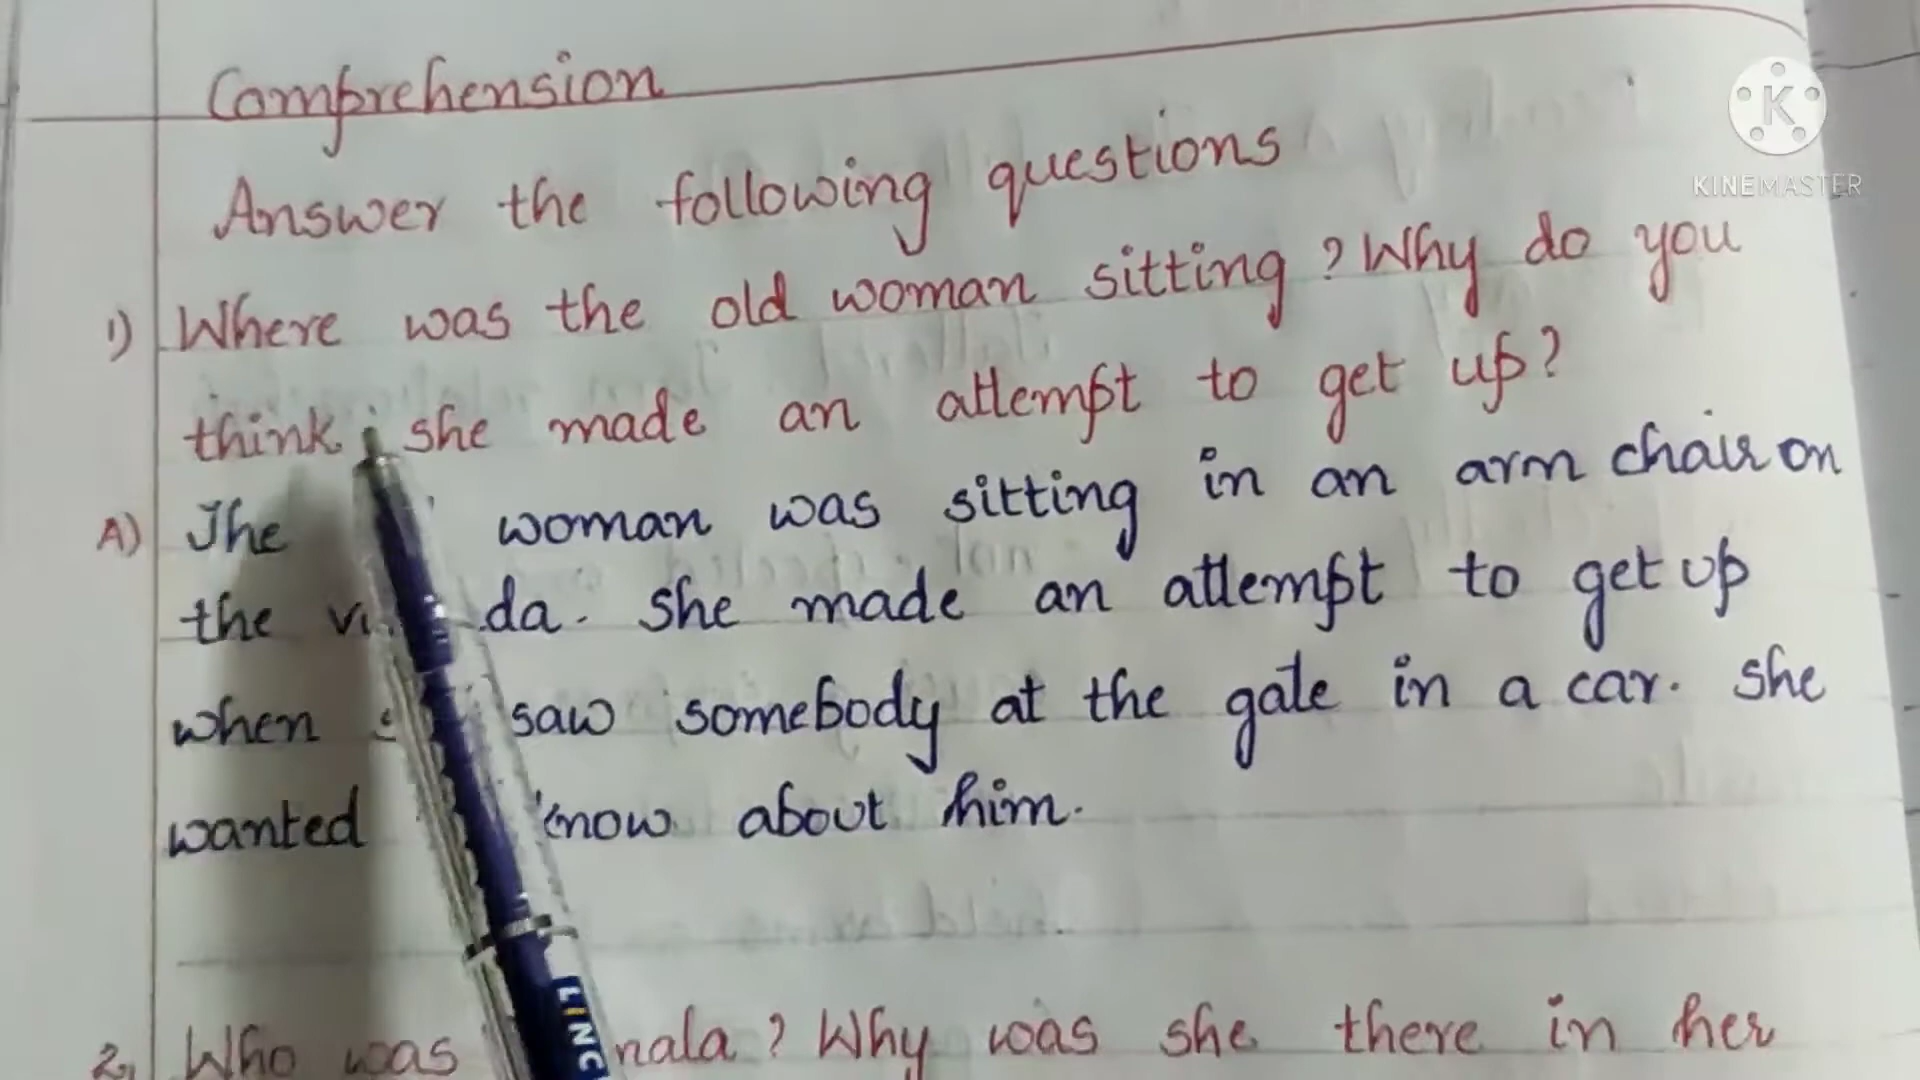 Comprehension
Answer the following questions
1) Where was the old woman sitting? Why do you
think she made an attempt to get up?
A) The woman was sitting in an arm chair on
the da. She made an attempt to get up
when saw somebody at the gate in a car. She
wanted know about him.
2, Who was nala? Why was she there in her
KINEMASTER
LINC